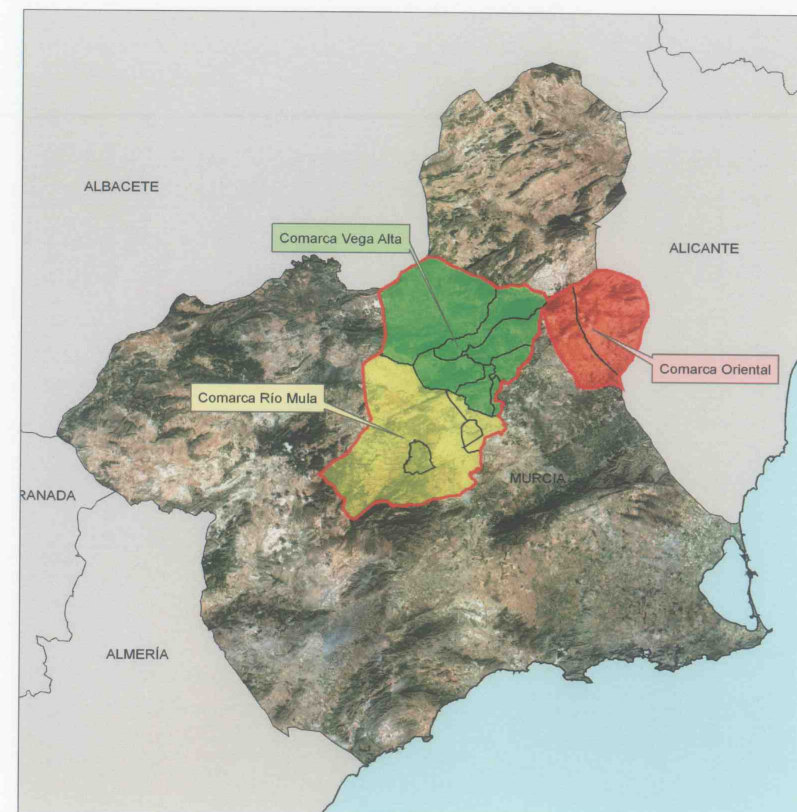 ALBACETE
Comarca Vega Alta
ALICANTE
Comarca Oriental
Comarca Río Mula
MURCIA
RANADA
ALMERÍA